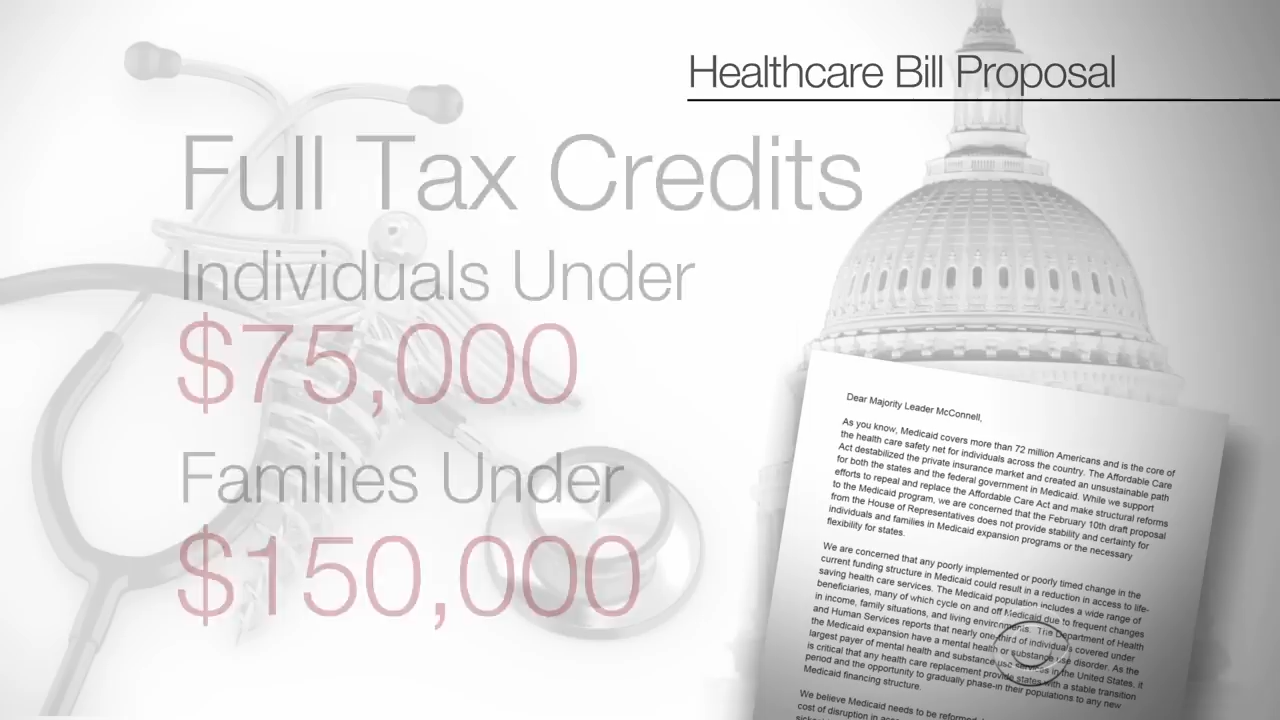 Healthcare Bill Proposal
Full Tax Credits
Individuals Under
$75,000
Families Under
$150,000
Dear Majority Leader McConnell,
As you know, Medicaid covers more than 72 million Americans and is the core of
the health care safety net for individuals across the country. The Affordable Care
Act destabilized the private insurance market and created an unsustainable path
for both the states and the federal government in Medicaid. While we support
efforts to repeal and replace the Affordable Care Act and make structural reforms
to the Medicaid program, we are concerned that the February 10th draft proposal
from the House of Representatives does not provide stability and certainty for
individuals and families in Medicaid expansion programs or the necessary
flexibility for states.
We are concerned that any poorly implemented or poorly timed change in the
current funding structure in Medicaid could result in a reduction in access to life-
saving health care services. The Medicaid population includes a wide range of
beneficiaries, many of which cycle on and off Medicaid due to frequent changes
in income, family situations, and living environments. The Department of Health
and Human Services reports that nearly one-third of individuals covered under
the Medicaid expansion have a mental health or substance use disorder. As the
largest payer of mental health and substance use services in the United States, it
is critical that any health care replacement provide states with a stable transition
period and the opportunity to gradually phase-in their populations to any new
Medicaid financing structure.
We believe Medicaid needs to be reformed,
cost of disruption in